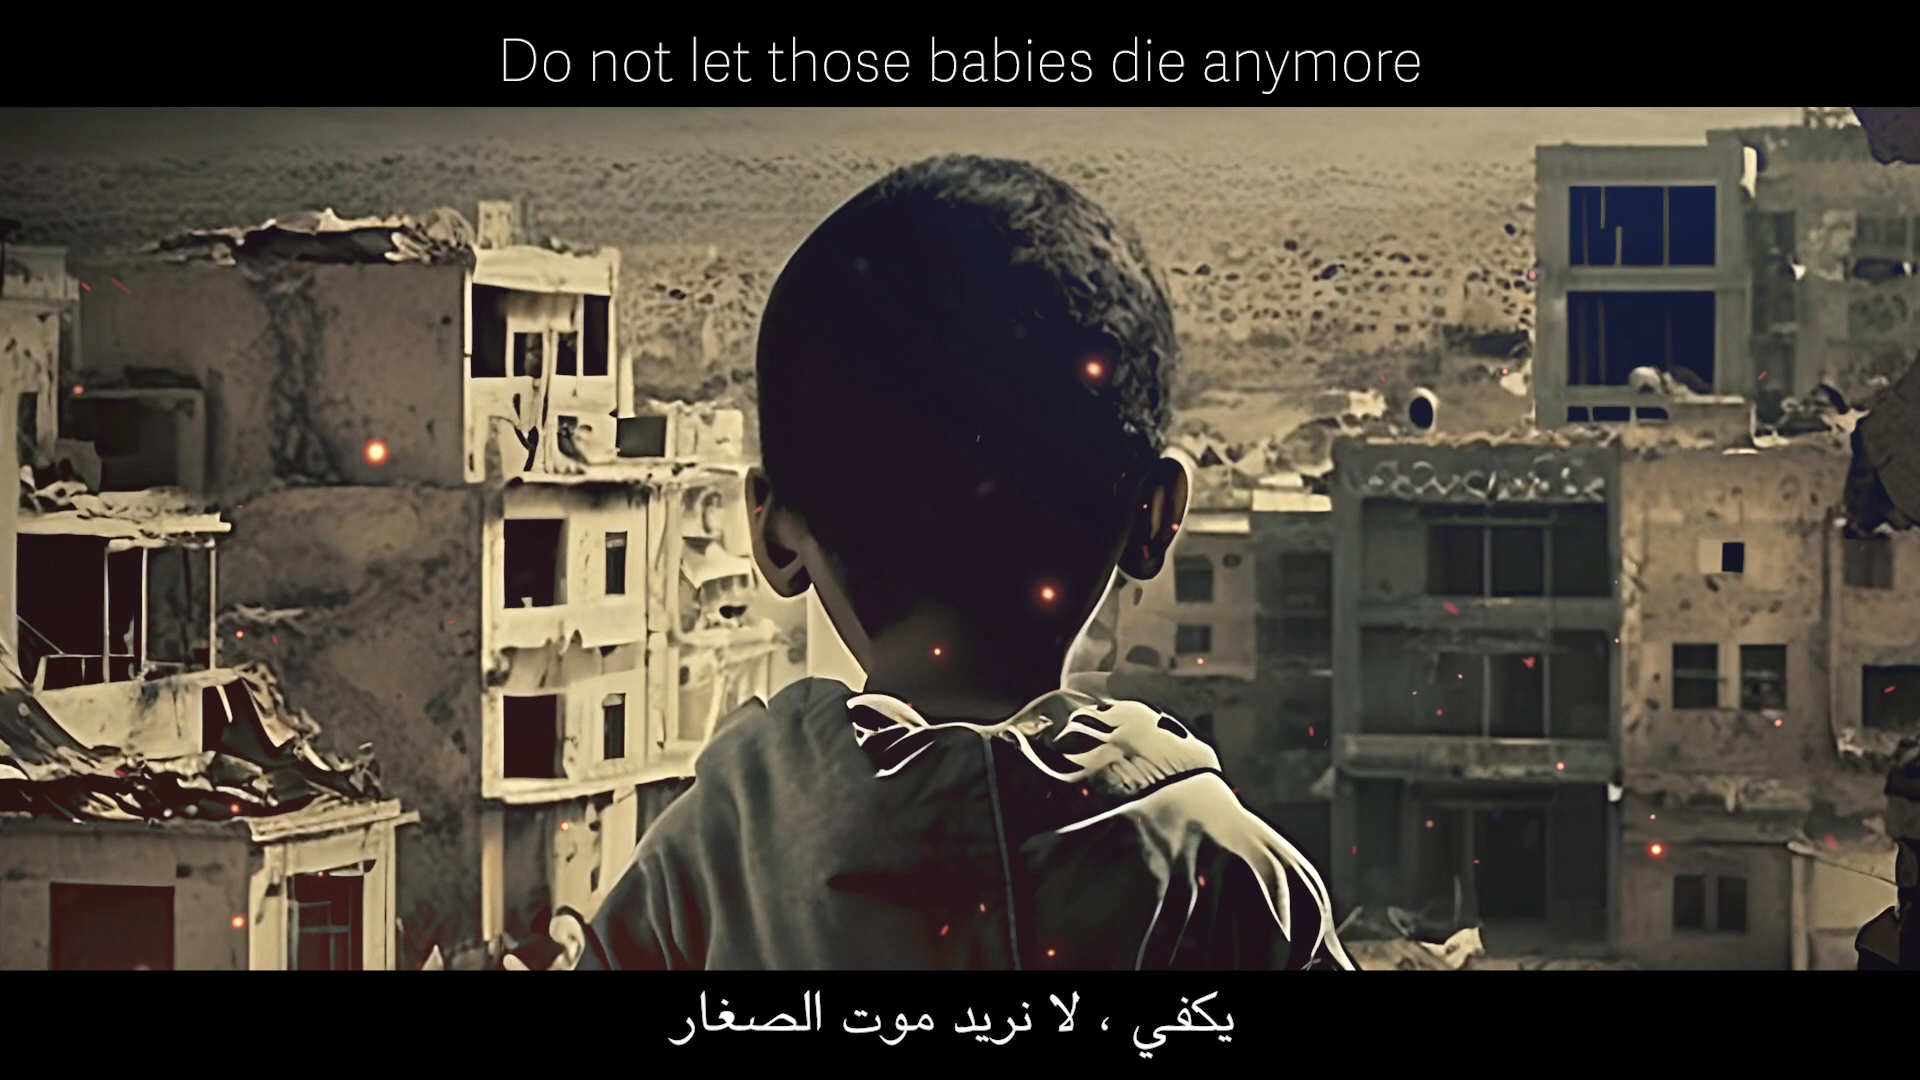 Do not let those babies die anymore
يكفي ، لا نريد موت الصغار